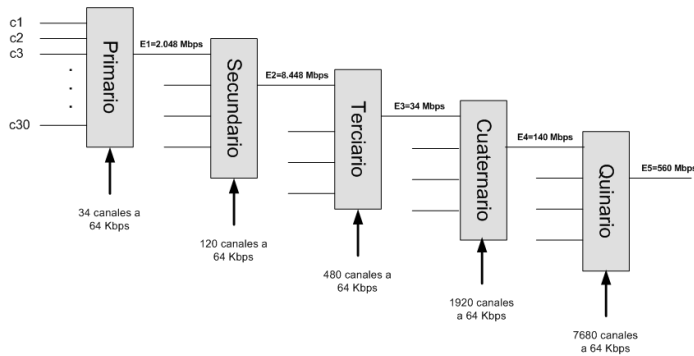 c1
c2
c3
c30
Primario
E1=2.048 Mbps
Secundario
E2=8.448 Mbps
Terciario
E3=34 Mbps
Cuaternario
E4=140 Mbps
Quinario
E5=560 Mbps
34 canales a
64 Kbps
120 canales a
64 Kbps
480 canales a
64 Kbps
1920 canales
a 64 Kbps
7680 canales
a 64 Kbps